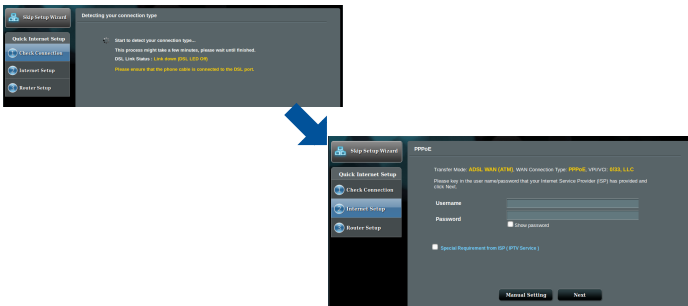 Skip Setup Wizard
Detecting your connection type
Quick Internet Setup
Check Connection
Internet Setup
Router Setup
Start to detect your connection type...
This process might take a few minutes, please wait until finished.
DSL Link Status : Link down (DSL LED Off)
Please ensure that the phone cable is connected to the DSL port.
Skip Setup Wizard
PPPoE
Quick Internet Setup
Check Connection
Internet Setup
Router Setup
Transfer Mode: ADSL WAN (ATM), WAN Connection Type: PPPoE, VPI/VCI: 0/33, LLC
Please key in the user name/password that your Internet Service Provider (ISP) has provided and
click Next.
Username
Password
Show password
Special Requirement from ISP ( IPTV Service )
Manual Setting
Next